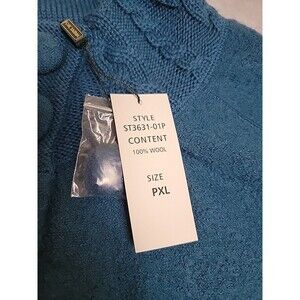 STYLE
ST3631-01P
CONTENT
100% WOOL
SIZE
PXL